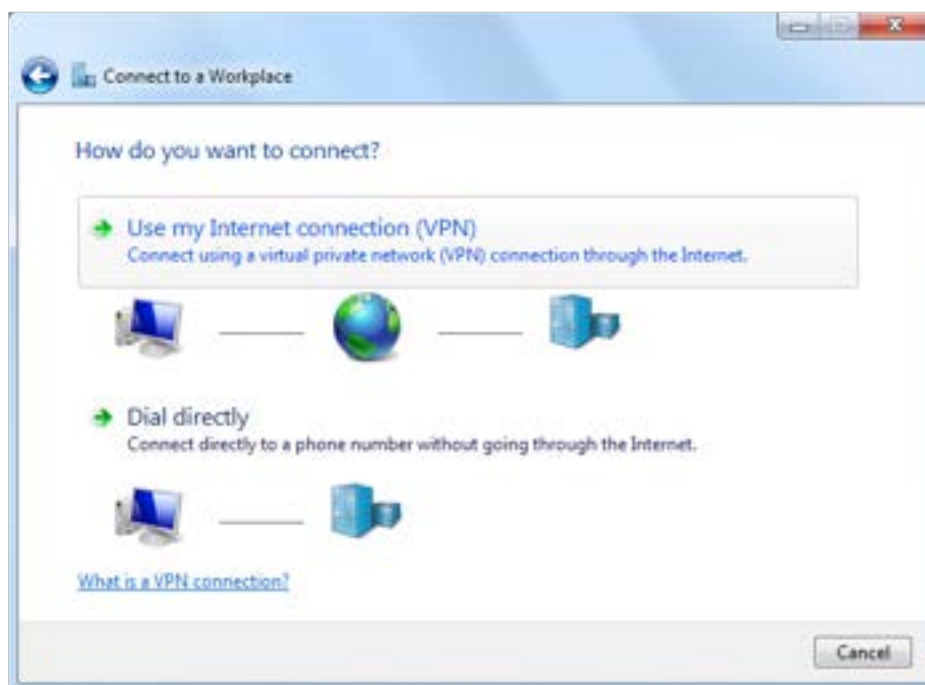 Connect to a Workplace
How do you want to connect?
Use my Internet connection (VPN)
Connect using a virtual private network (VPN) connection through the Internet.
Dial directly
Connect directly to a phone number without going through the Internet.
What is a VPN connection?
Cancel